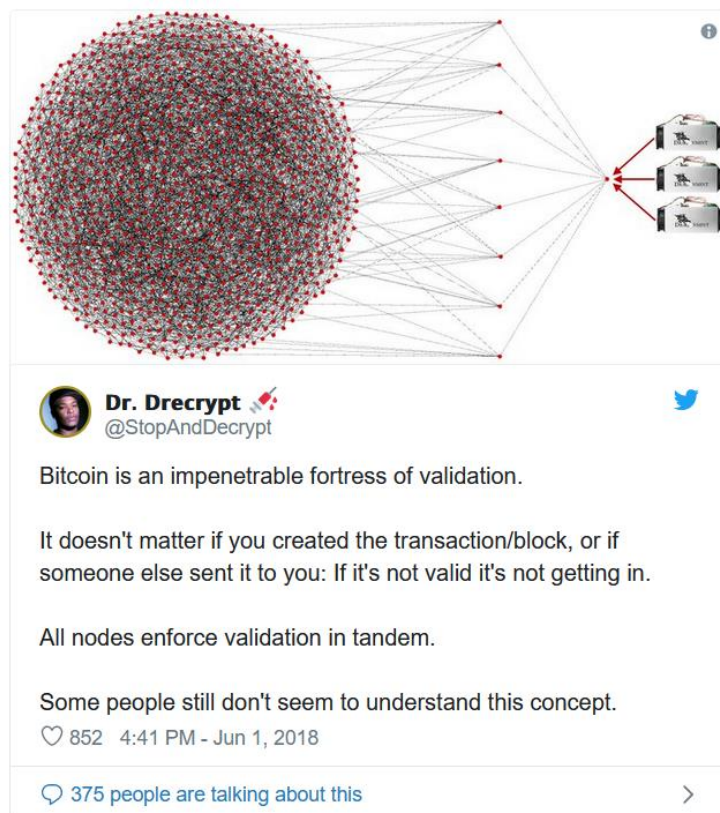 Dr. Drecrypt
@StopAndDecrypt
Bitcoin is an impenetrable fortress of validation.
It doesn't matter if you created the transaction/block, or if
someone else sent it to you: If it's not valid it's not getting in.
All nodes enforce validation in tandem.
Some people still don't seem to understand this concept.
852 4:41 PM - Jun 1, 2018
375 people are talking about this